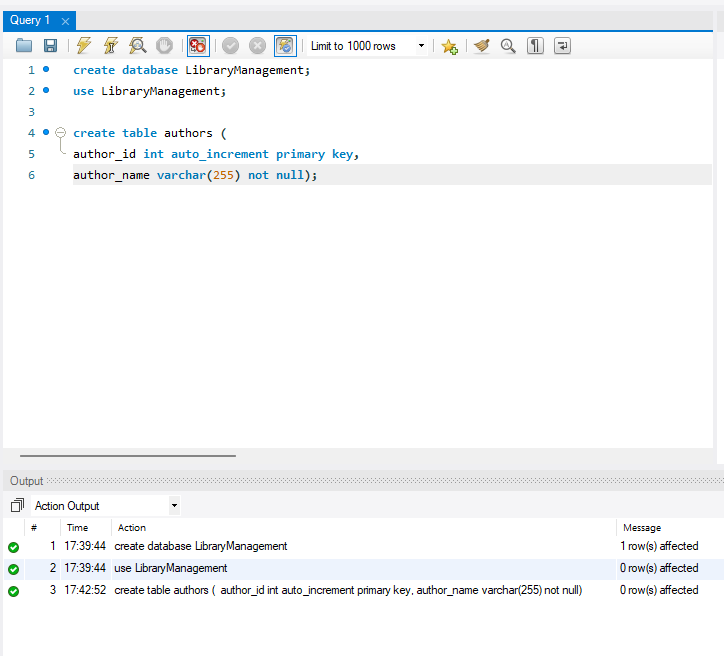 Query 1
Limit to 1000 rows
1 create database LibraryManagement;
2 use LibraryManagement;
3
4 create table authors (
5 author_id int auto_increment primary key,
6 author_name varchar(255) not null);
Output
Action Output
# Time Action Message
1 17:39:44 create database LibraryManagement 1 row(s) affected
2 17:39:44 use LibraryManagement 0 row(s) affected
3 17:42:52 create table authors ( author_id int auto_increment primary key, author_name varchar(255) not null) 0 row(s) affected